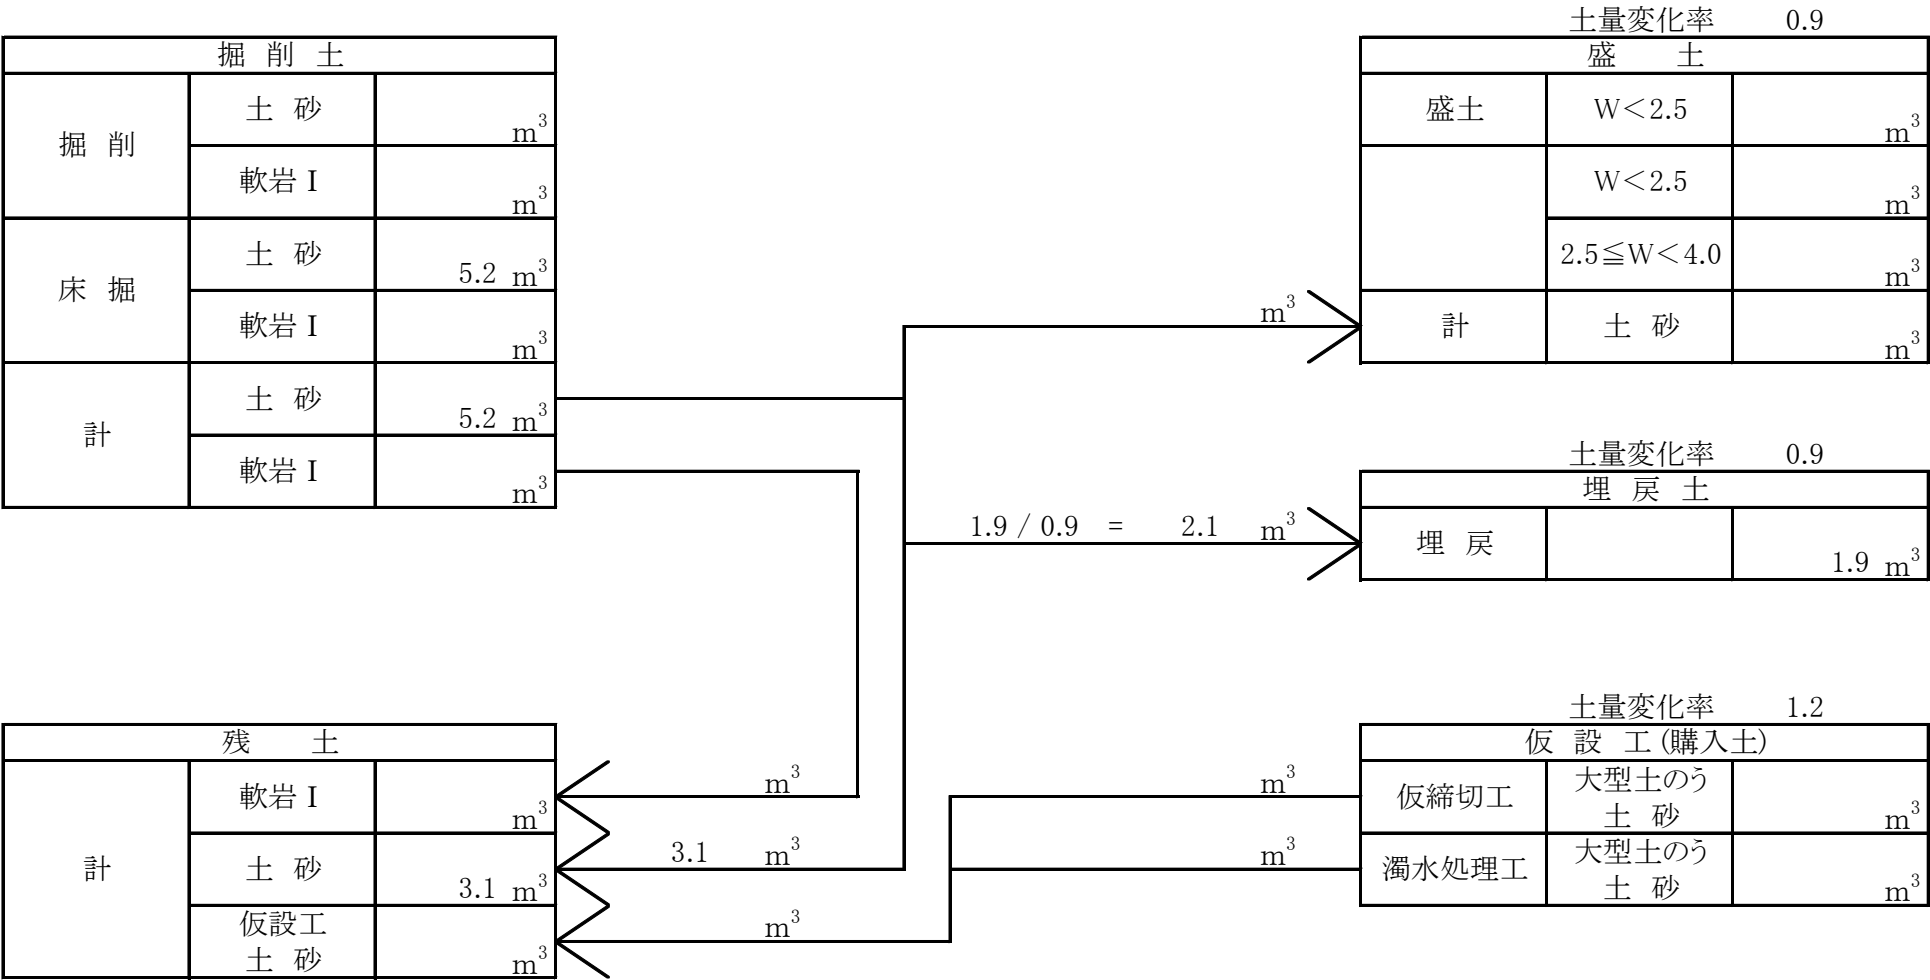 土量変化率 0.9
掘 削 土
掘 削
土 砂
m³
軟岩Ⅰ
m³
床 掘
土 砂
5.2 m³
軟岩Ⅰ
m³
計
土 砂
5.2 m³
軟岩Ⅰ
m³
盛 土
盛土
W＜2.5
m³
W＜2.5
m³
2.5≦W＜4.0
m³
計
土 砂
m³
m³
土量変化率 0.9
埋 戻 土
1.9 / 0.9 = 2.1 m³
埋 戻
1.9 m³
残 土
計
軟岩Ⅰ
m³
土 砂
3.1 m³
仮設工
土 砂
m³
m³
3.1 m³
m³
土量変化率 1.2
仮 設 工(購入土)
m³
仮締切工
大型土のう
土 砂
m³
m³
濁水処理工
大型土のう
土 砂
m³